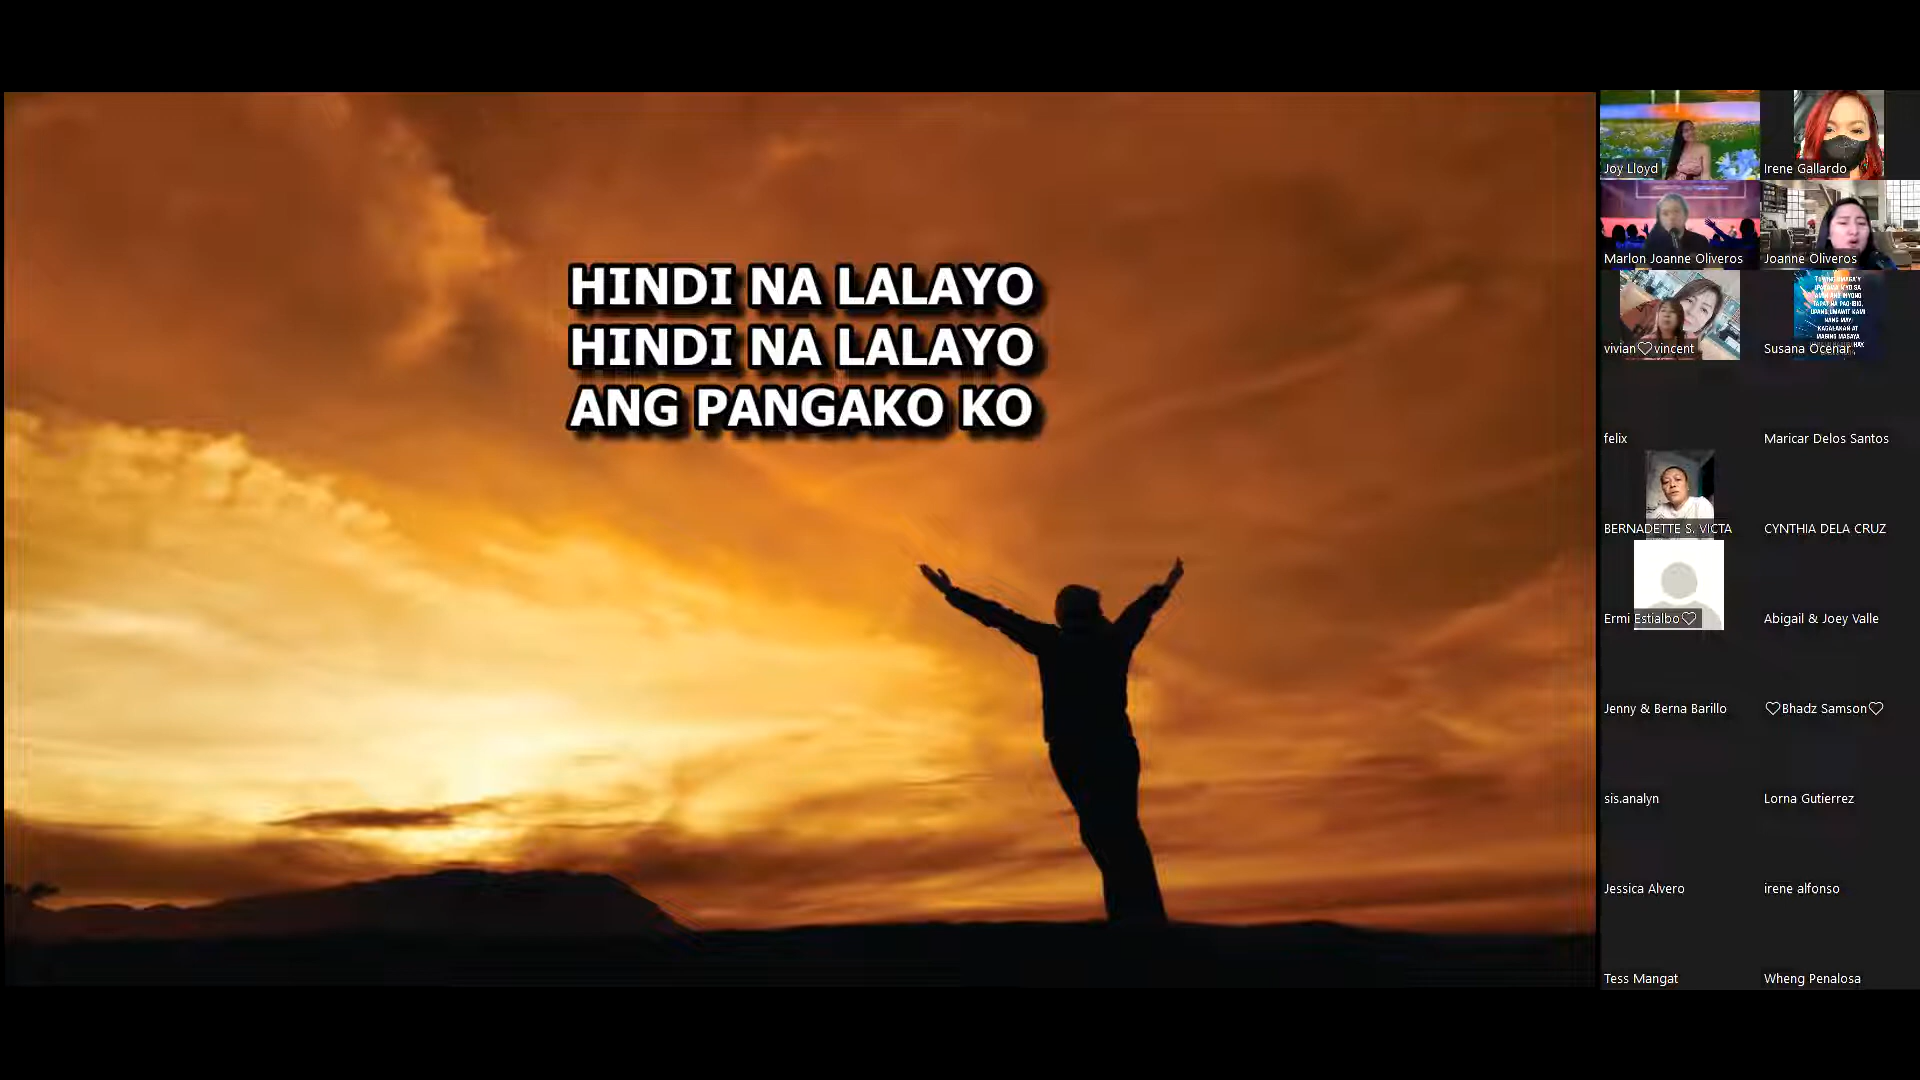 HINDI NA LALAYO
HINDI NA LALAYO
ANG PANGAKO KO
Joy Lloyd
Irene Gallardo
Marlon Joanne Oliveros
Joanne Oliveros
vivian♡vincent
Susana Ocenar
felix
Maricar Delos Santos
BERNADETTE S. VICTA
CYNTHIA DELA CRUZ
Ermi Estialbo♡
Abigail & Joey Valle
Jenny & Berna Barillo
♡Bhadz Samson♡
sis.analyn
Lorna Gutierrez
Jessica Alvero
irene alfonso
Tess Mangat
Wheng Penalosa